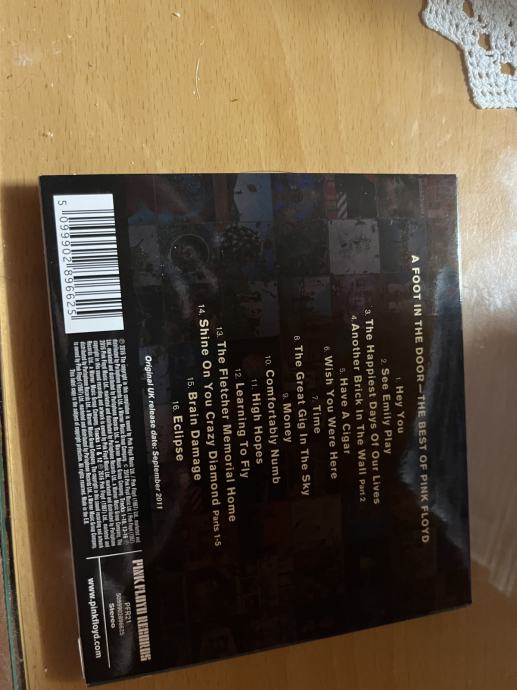 A FOOT IN THE DOOR – THE BEST OF PINK FLOYD
1. Hey You
2. See Emily Play
3. The Happiest Days Of Our Lives
4. Another Brick In The Wall Part 2
5. Have A Cigar
6. Wish You Were Here
7. Time
8. The Great Gig In The Sky
9. Money
10. Comfortably Numb
11. High Hopes
12. Learning To Fly
13. The Fletcher Memorial Home
14. Shine On You Crazy Diamond Parts 1-5
15. Brain Damage
16. Eclipse
Original UK release date: September 2011
PINK FLOYD RECORDS
PFR21
5099902896625
Stereo
www.pinkfloyd.com
5 099902 896625